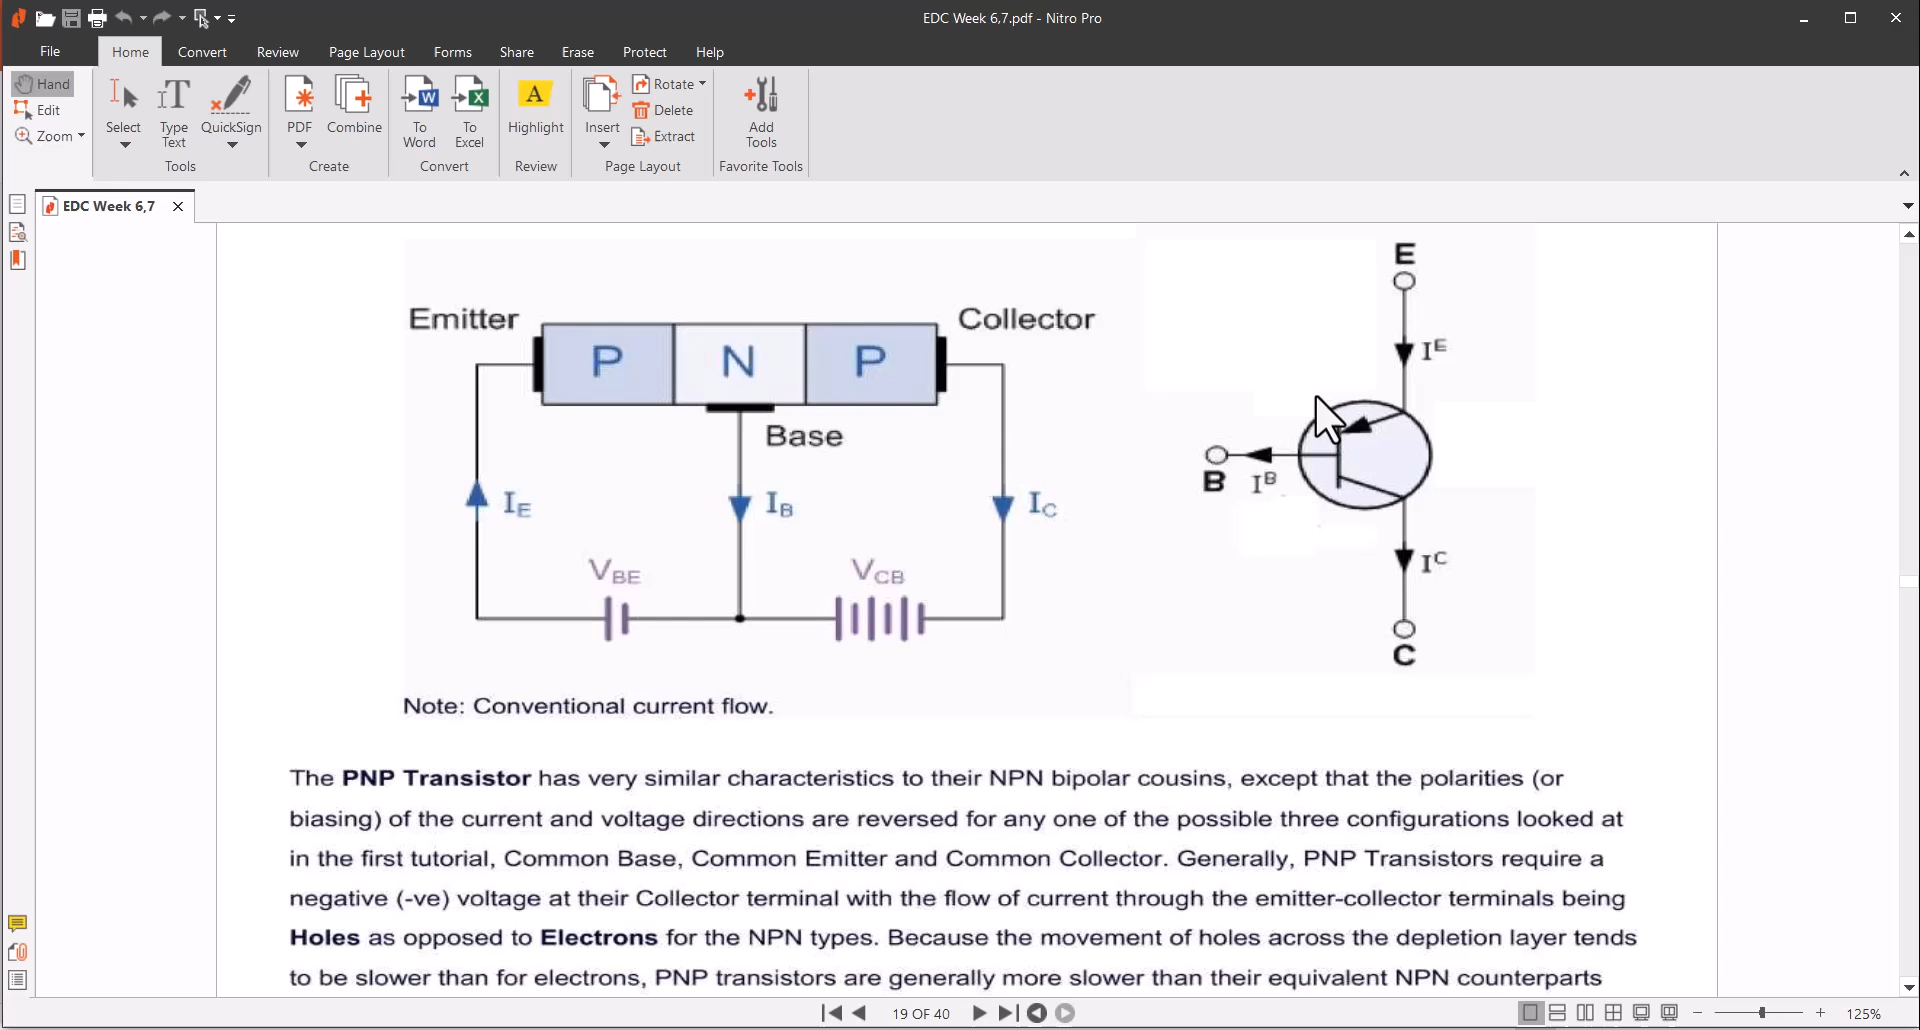 EDC Week 6,7.pdf - Nitro Pro
File Home Convert Review Page Layout Forms Share Erase Protect Help
Hand
Edit
Zoom
Select
Type Text
QuickSign
Tools
PDF
Combine
Create
To Word
To Excel
Convert
A
Highlight
Review
Insert
Rotate
Delete
Extract
Page Layout
Add Tools
Favorite Tools
EDC Week 6,7
Emitter
P N P
Collector
Base
IE
IB
IC
VBE
VCB
E
IE
B
IB
IC
C
Note: Conventional current flow.
The PNP Transistor has very similar characteristics to their NPN bipolar cousins, except that the polarities (or
biasing) of the current and voltage directions are reversed for any one of the possible three configurations looked at
in the first tutorial, Common Base, Common Emitter and Common Collector. Generally, PNP Transistors require a
negative (-ve) voltage at their Collector terminal with the flow of current through the emitter-collector terminals being
Holes as opposed to Electrons for the NPN types. Because the movement of holes across the depletion layer tends
to be slower than for electrons, PNP transistors are generally more slower than their equivalent NPN counterparts
19 OF 40
125%